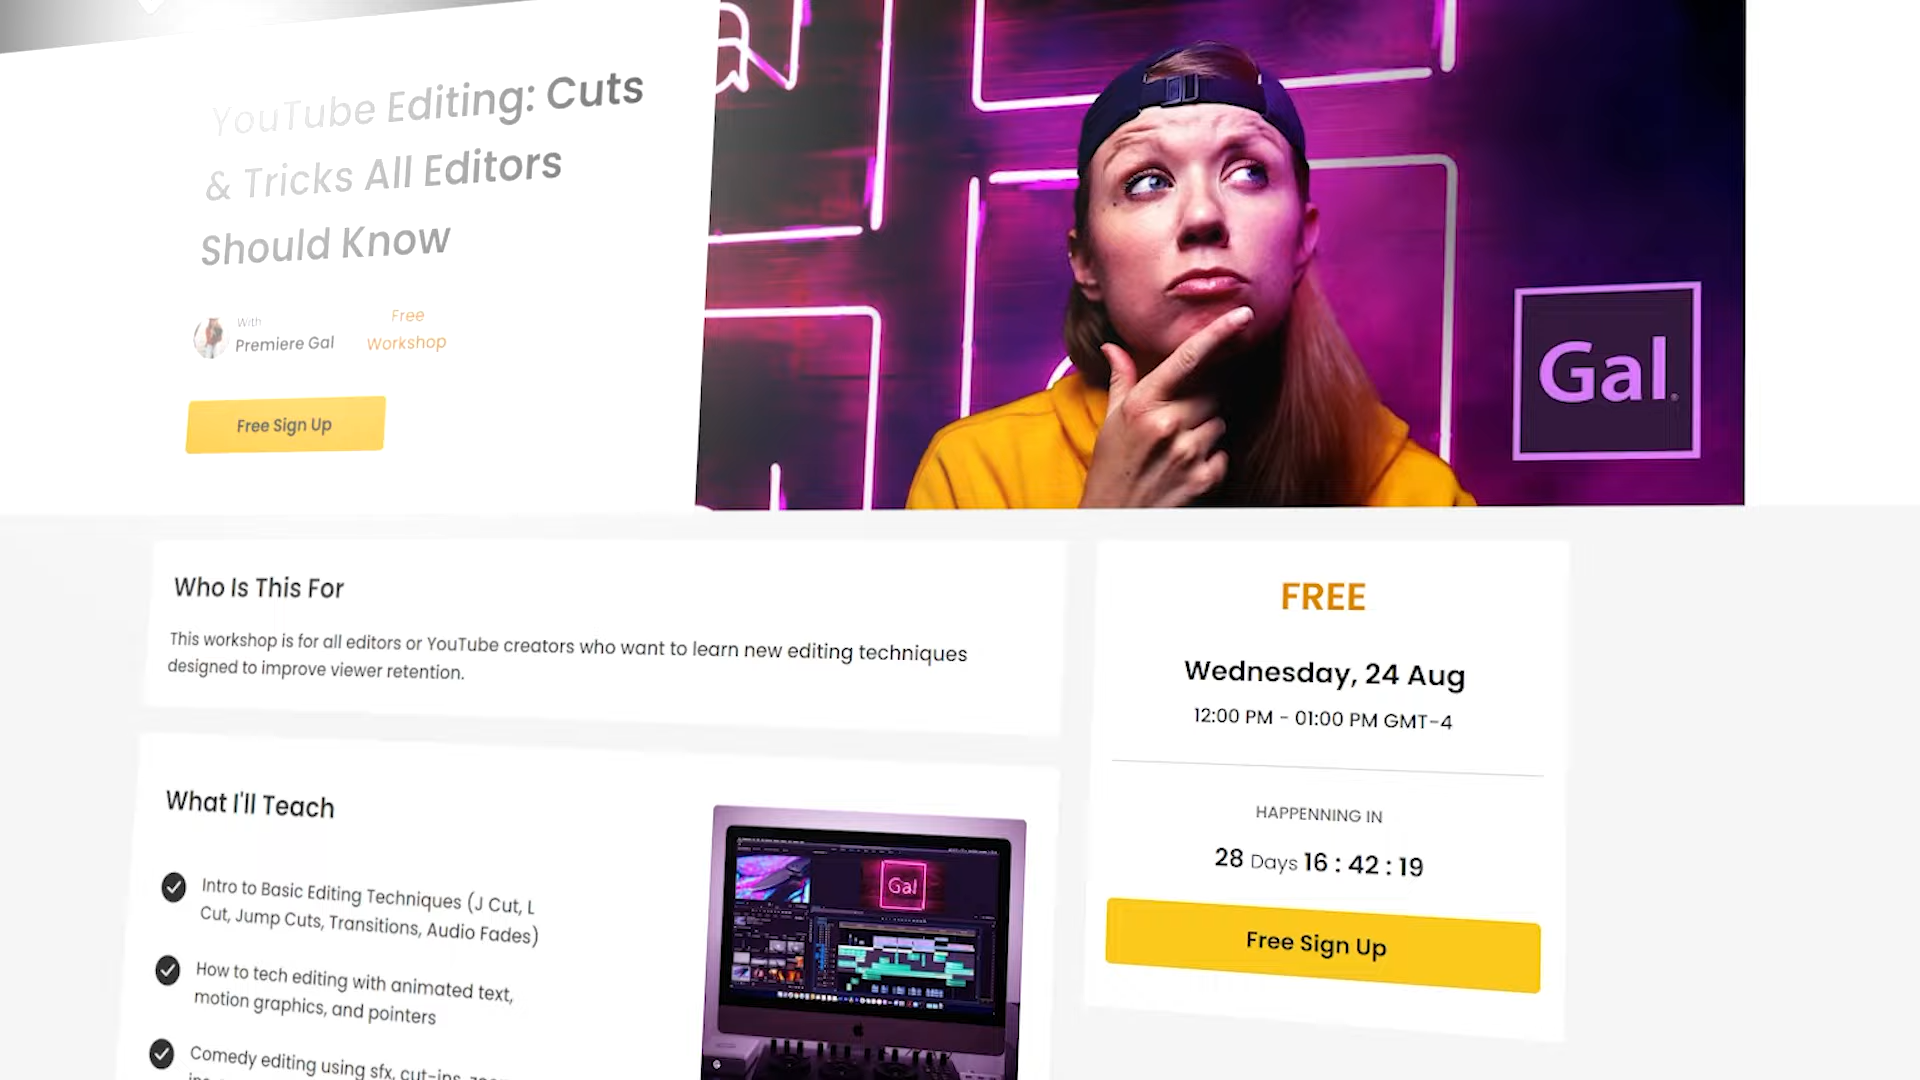 YouTube Editing: Cuts
& Tricks All Editors
Should Know
With
Premiere Gal
Free
Workshop
Free Sign Up
Gal
Who Is This For
This workshop is for all editors or YouTube creators who want to learn new editing techniques
designed to improve viewer retention.
What I'll Teach
Intro to Basic Editing Techniques (J Cut, L
Cut, Jump Cuts, Transitions, Audio Fades)
How to tech editing with animated text,
motion graphics, and pointers
Comedy editing using sfx, cut-ins,
Gal
FREE
Wednesday, 24 Aug
12:00 PM - 01:00 PM GMT-4
HAPPENNING IN
28 Days 16 : 42 : 19
Free Sign Up